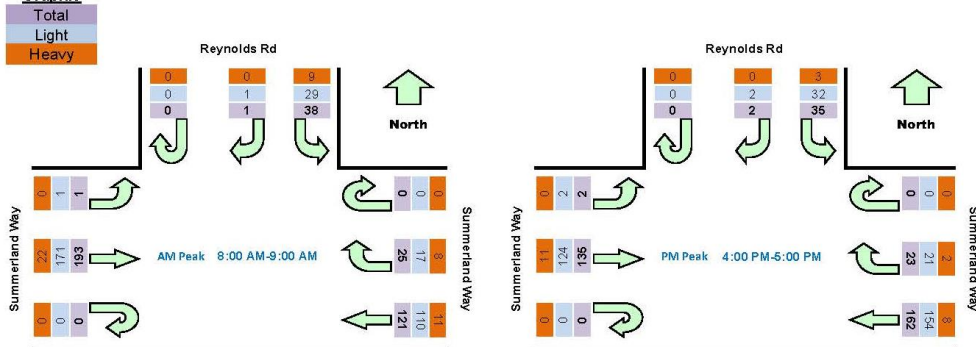 Total
Light
Heavy
Reynolds Rd
0 0 9
0 1 29
0 1 38
North
Summerland Way
0 1 1
22 171 193
0 0 0
AM Peak 8:00 AM-9:00 AM
0 0 0
25 17 8
121 110 11
Summerland Way
Reynolds Rd
0 0 3
0 2 32
0 2 35
North
Summerland Way
0 2 2
11 124 135
0 0 0
PM Peak 4:00 PM-5:00 PM
0 0 0
23 21 2
162 154 8
Summerland Way